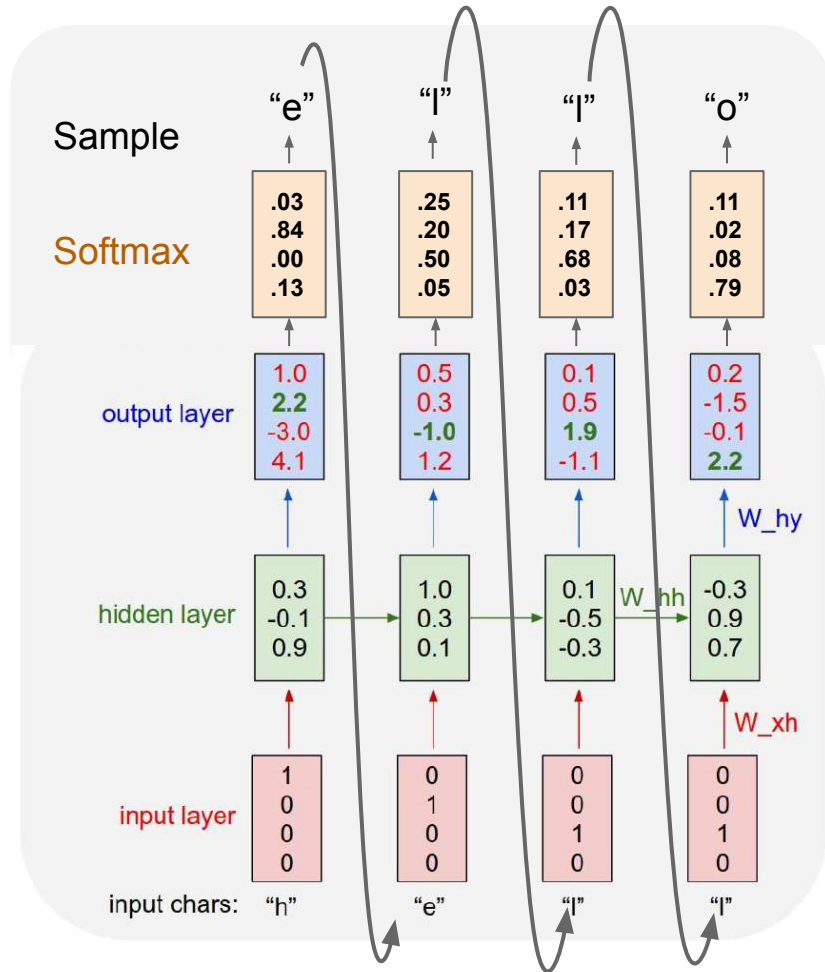 “e” “l” “l” “o”
Sample
.03 .25 .11 .11
.84 .20 .17 .02
Softmax
.00 .50 .68 .08
.13 .05 .03 .79
1.0 0.5 0.1 0.2
output layer 2.2 0.3 0.5 -1.5
-3.0 -1.0 1.9 -0.1
4.1 1.2 -1.1 2.2
W_hy
0.3 1.0 0.1 W_hh -0.3
hidden layer -0.1 0.3 -0.5 0.9
0.9 0.1 -0.3 0.7
W_xh
1 0 0 0
0 1 0 0
input layer 0 0 1 1
0 0 0 0
input chars: “h” “e” “l” “l”